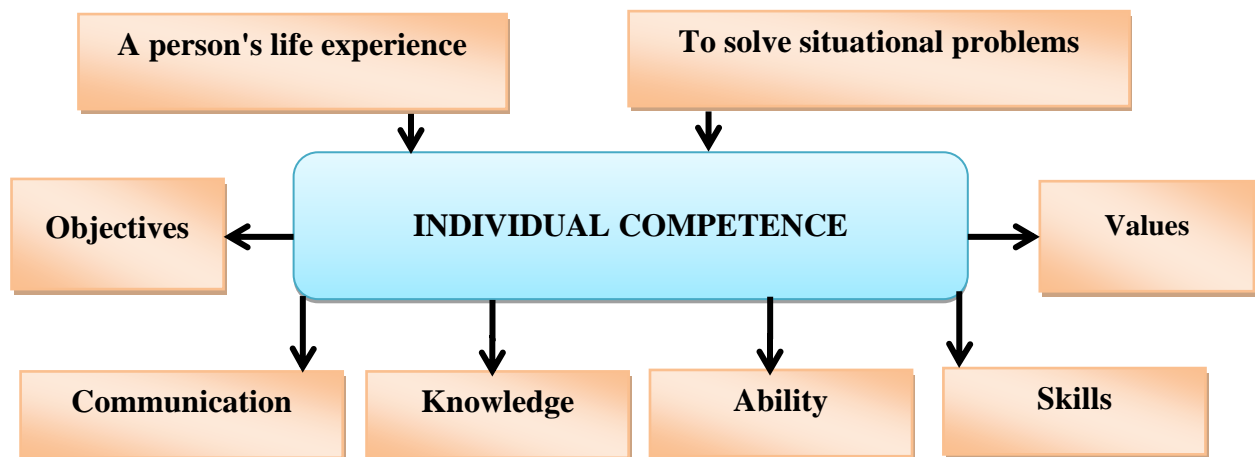 A person's life experience
To solve situational problems
Objectives
INDIVIDUAL COMPETENCE
Values
Communication
Knowledge
Ability
Skills